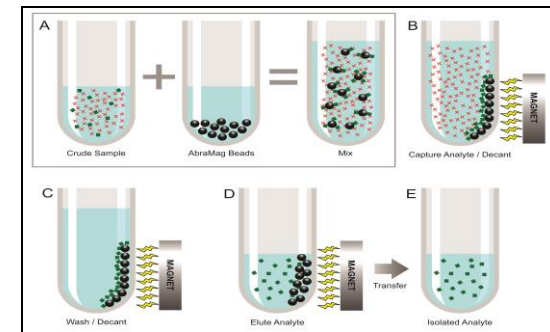 A
B
Crude Sample
AbraMag Beads
Mix
MAGNET
Capture Analyte / Decant
C
D
E
MAGNET
MAGNET
Transfer
Wash / Decant
Elute Analyte
Isolated Analyte